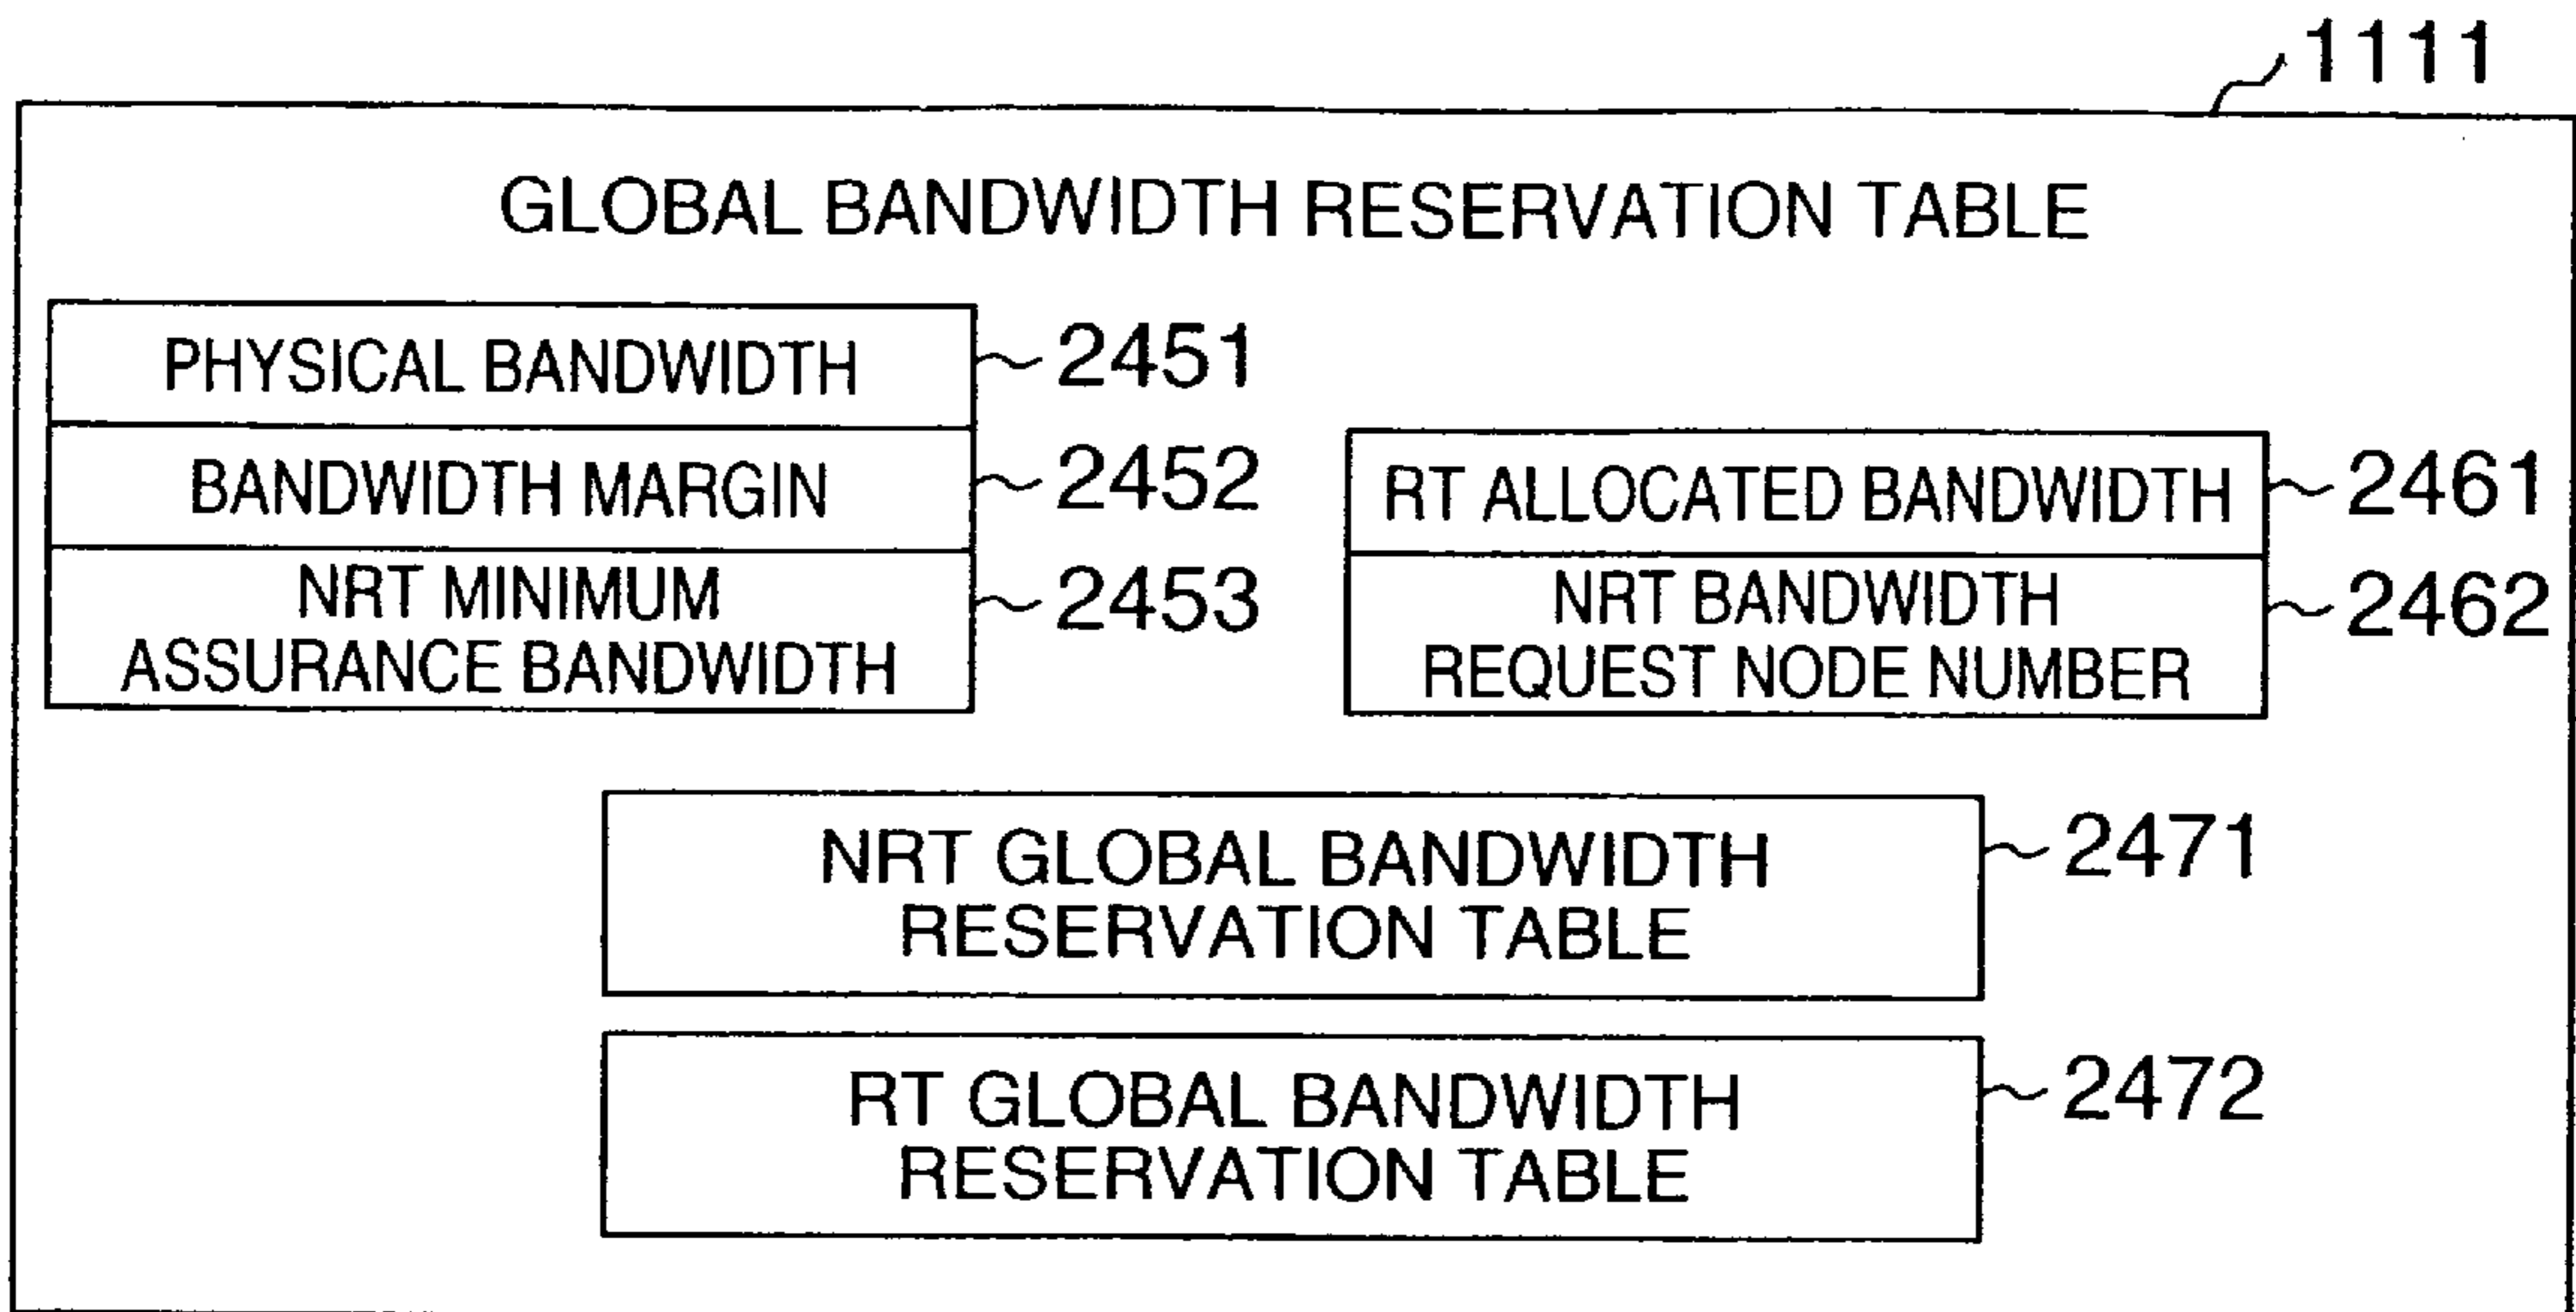 1111
GLOBAL BANDWIDTH RESERVATION TABLE
PHYSICAL BANDWIDTH 2451
BANDWIDTH MARGIN 2452
NRT MINIMUM
ASSURANCE BANDWIDTH 2453
RT ALLOCATED BANDWIDTH 2461
NRT BANDWIDTH
REQUEST NODE NUMBER 2462
NRT GLOBAL BANDWIDTH
RESERVATION TABLE 2471
RT GLOBAL BANDWIDTH
RESERVATION TABLE 2472